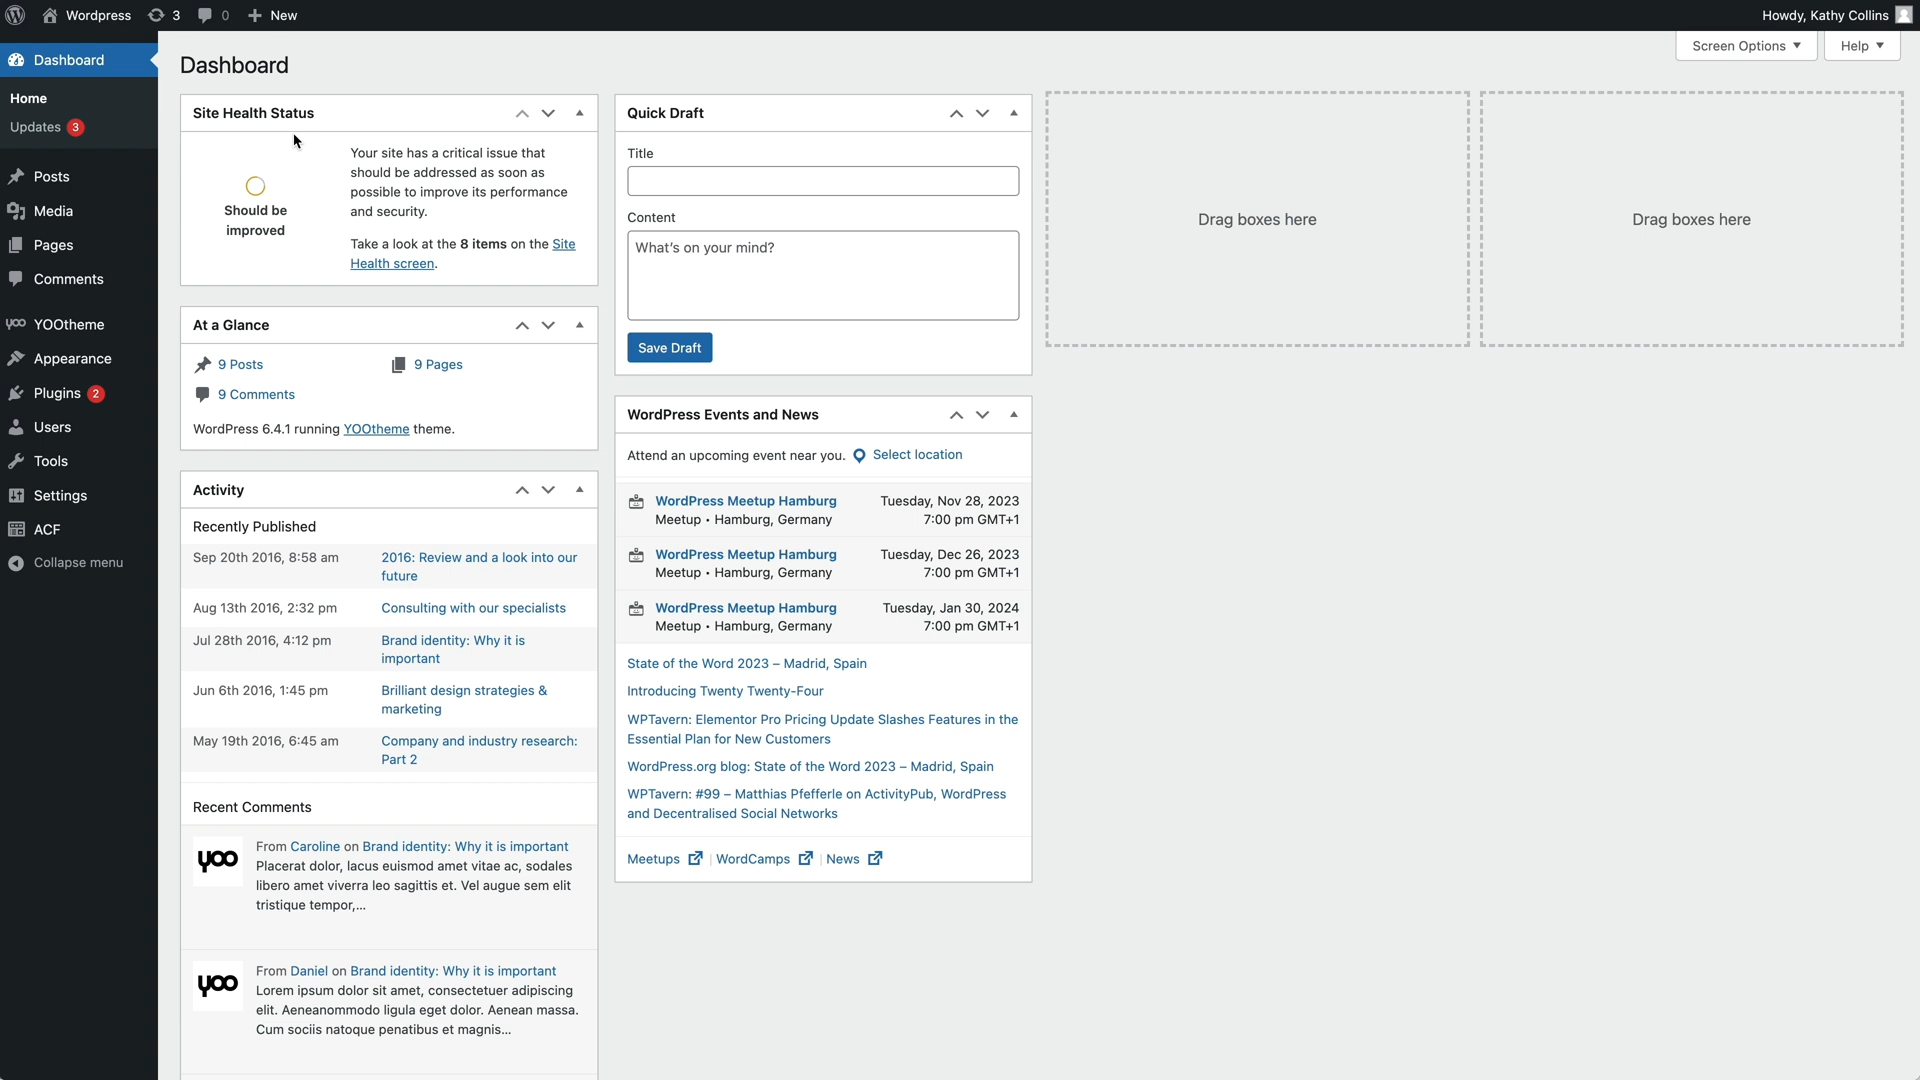 Wordpress 3 0 New
Howdy, Kathy Collins
Screen Options
Help
Dashboard
Home
Updates 3
Posts
Media
Pages
Comments
YOOtheme
Appearance
Plugins 2
Users
Tools
Settings
ACF
Collapse menu
Dashboard
Site Health Status
Should be
improved
Your site has a critical issue that
should be addressed as soon as
possible to improve its performance
and security.
Take a look at the 8 items on the Site
Health screen.
At a Glance
9 Posts
9 Pages
9 Comments
WordPress 6.4.1 running YOOtheme theme.
Activity
Recently Published
Sep 20th 2016, 8:58 am
2016: Review and a look into our
future
Aug 13th 2016, 2:32 pm
Consulting with our specialists
Jul 28th 2016, 4:12 pm
Brand identity: Why it is
important
Jun 6th 2016, 1:45 pm
Brilliant design strategies &
marketing
May 19th 2016, 6:45 am
Company and industry research:
Part 2
Recent Comments
yoo
From Caroline on Brand identity: Why it is important
Placerat dolor, lacus euismod amet vitae ac, sodales
libero amet viverra leo sagittis et. Vel augue sem elit
tristique tempor,...
yoo
From Daniel on Brand identity: Why it is important
Lorem ipsum dolor sit amet, consectetuer adipiscing
elit. Aeneanommodo ligula eget dolor. Aenean massa.
Cum sociis natoque penatibus et magnis...
Quick Draft
Title
Content
What's on your mind?
Save Draft
WordPress Events and News
Attend an upcoming event near you. Select location
WordPress Meetup Hamburg
Meetup • Hamburg, Germany
Tuesday, Nov 28, 2023
7:00 pm GMT+1
WordPress Meetup Hamburg
Meetup • Hamburg, Germany
Tuesday, Dec 26, 2023
7:00 pm GMT+1
WordPress Meetup Hamburg
Meetup • Hamburg, Germany
Tuesday, Jan 30, 2024
7:00 pm GMT+1
State of the Word 2023 – Madrid, Spain
Introducing Twenty Twenty-Four
WPTavern: Elementor Pro Pricing Update Slashes Features in the
Essential Plan for New Customers
WordPress.org blog: State of the Word 2023 – Madrid, Spain
WPTavern: #99 – Matthias Pfefferle on ActivityPub, WordPress
and Decentralised Social Networks
Meetups | WordCamps | News
Drag boxes here
Drag boxes here